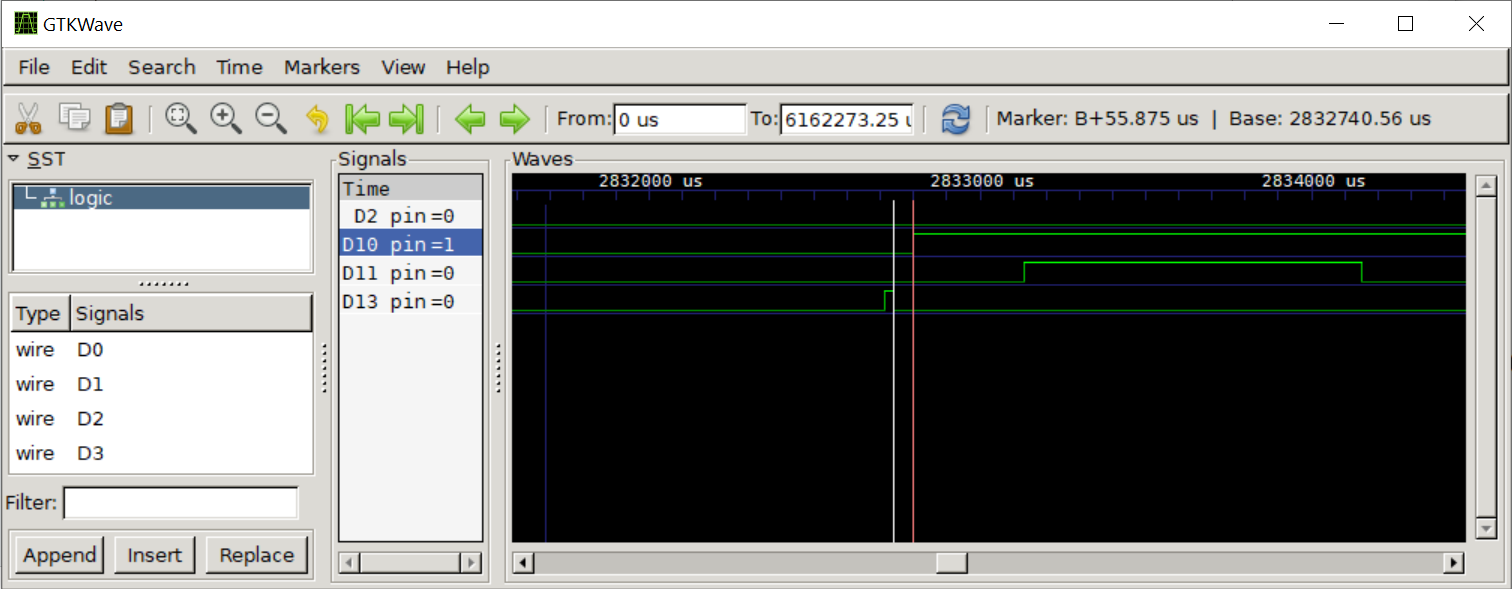 GTKWave
File Edit Search Time Markers View Help
From: 0 us To: 6162273.25 u Marker: B+55.875 us | Base: 2832740.56 us
SST
logic
Type Signals
wire D0
wire D1
wire D2
wire D3
Filter:
Append Insert Replace
Signals
Time
D2 pin=0
D10 pin=1
D11 pin=0
D13 pin=0
Waves
2832000 us 2833000 us 2834000 us